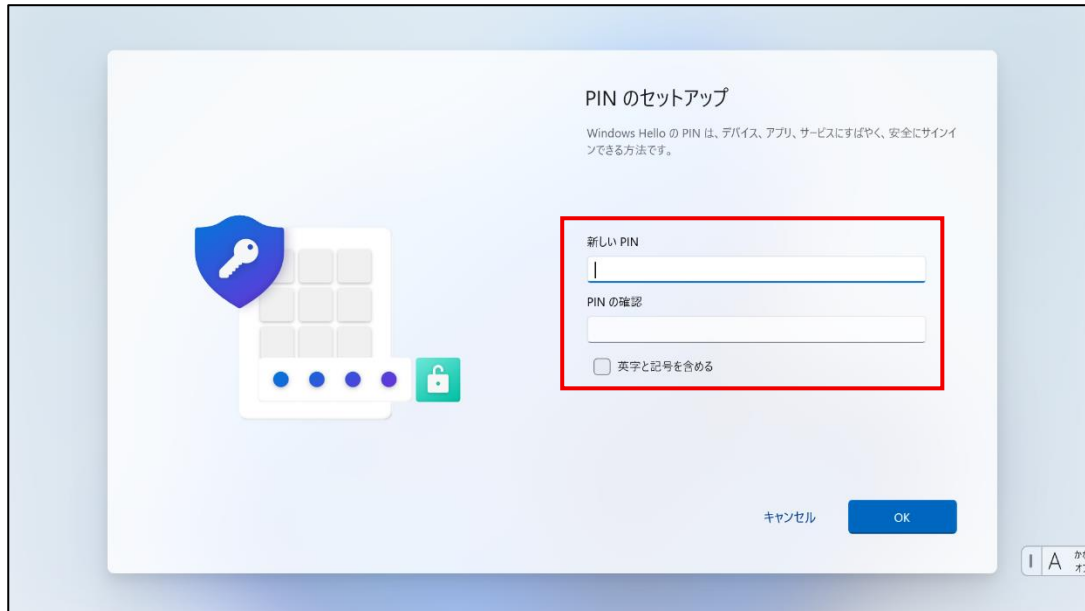 PIN のセットアップ
Windows Hello の PIN は、デバイス、アプリ、サービスにすばやく、安全にサインイ
ンできる方法です。
新しい PIN
PIN の確認
英字と記号を含める
キャンセル
OK
A